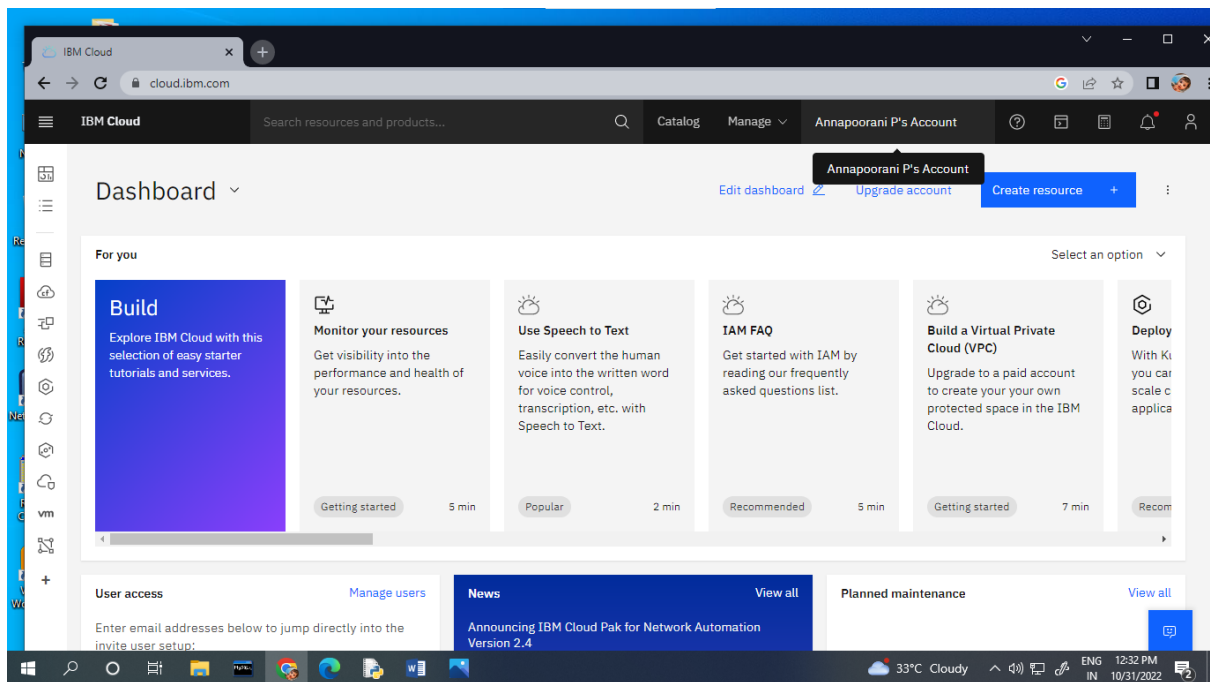 IBM Cloud
cloud.ibm.com
IBM Cloud
Search resources and products...
Catalog
Manage
Annapoorani P's Account
Annapoorani P's Account
Dashboard
Edit dashboard
Upgrade account
Create resource +
For you
Select an option
Build
Explore IBM Cloud with this
selection of easy starter
tutorials and services.
Monitor your resources
Get visibility into the
performance and health of
your resources.
Getting started
5 min
Use Speech to Text
Easily convert the human
voice into the written word
for voice control,
transcription, etc. with
Speech to Text.
Popular
2 min
IAM FAQ
Get started with IAM by
reading our frequently
asked questions list.
Recommended
5 min
Build a Virtual Private
Cloud (VPC)
Upgrade to a paid account
to create your your own
protected space in the IBM
Cloud.
Getting started
7 min
Deploy
With Ku
you can
scale c
applica
Recom
vm
User access
Manage users
Enter email addresses below to jump directly into the
invite user setup:
News
View all
Announcing IBM Cloud Pak for Network Automation
Version 2.4
Planned maintenance
View all
33°C Cloudy
ENG
IN
12:32 PM
10/31/2022
2